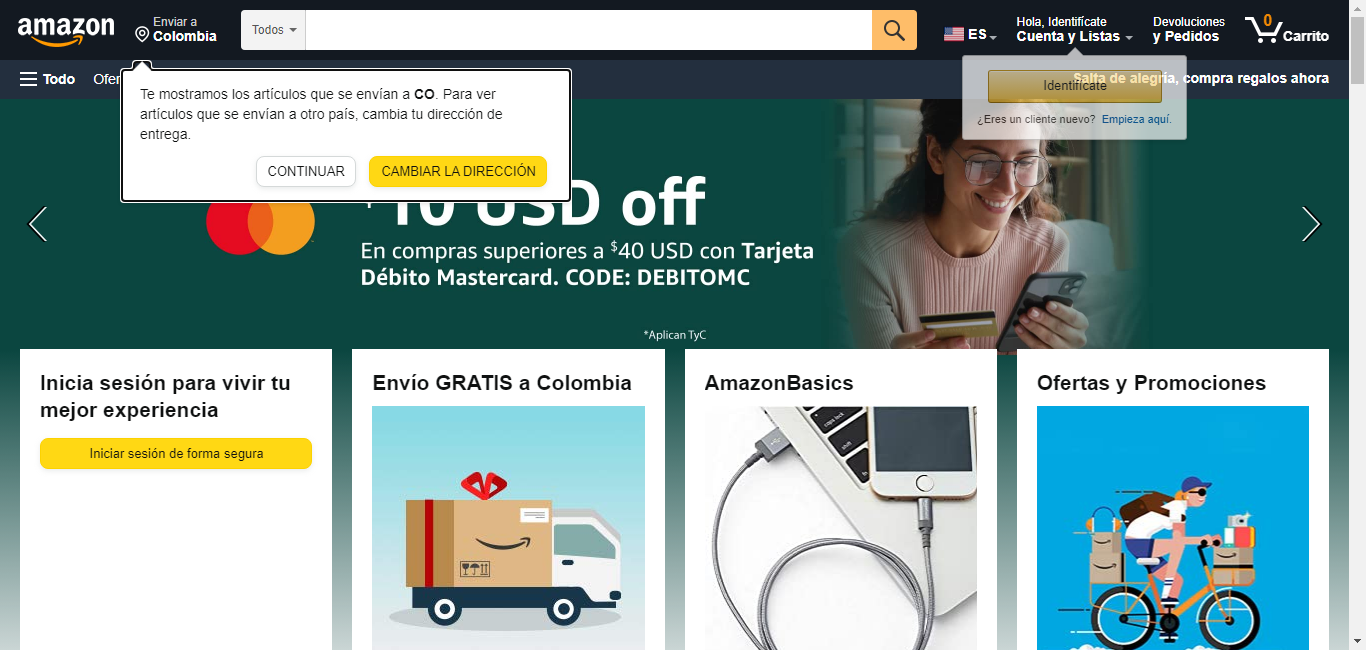 amazon
Enviar a
Colombia
Todos
ES
Hola, Identifícate
Cuenta y Listas
Devoluciones
y Pedidos
0
Carrito
Todo
Ofer
Salta de alegría, compra regalos ahora
Te mostramos los artículos que se envían a CO. Para ver
artículos que se envían a otro país, cambia tu dirección de
entrega.
CONTINUAR
CAMBIAR LA DIRECCIÓN
Identifícate
¿Eres un cliente nuevo? Empieza aquí.
$10 USD off
En compras superiores a $40 USD con Tarjeta
Débito Mastercard. CODE: DEBITOMC
*Aplican TyC
Inicia sesión para vivir tu
mejor experiencia
Iniciar sesión de forma segura
Envío GRATIS a Colombia
AmazonBasics
caps lock
shift
Ofertas y Promociones